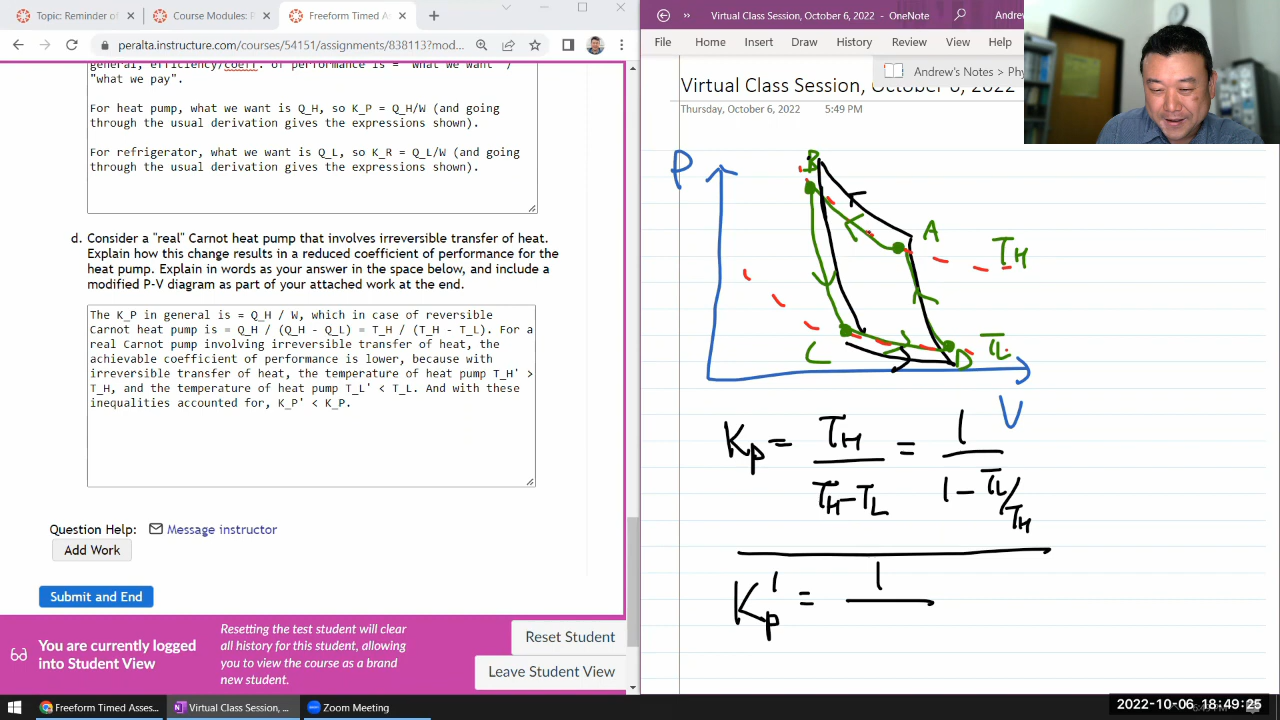 Topic: Reminder of
Course Modules: P
Freeform Timed As
peralta.instructure.com/courses/54151/assignments/838113?mod...
general, efficiency/coeff. of performance is = "what we want" /
"what we pay".
For heat pump, what we want is Q_H, so K_P = Q_H/W (and going
through the usual derivation gives the expressions shown).
For refrigerator, what we want is Q_L, so K_R = Q_L/W (and going
through the usual derivation gives the expressions shown).
d. Consider a "real" Carnot heat pump that involves irreversible transfer of heat.
Explain how this change results in a reduced coefficient of performance for the
heat pump. Explain in words as your answer in the space below, and include a
modified P-V diagram as part of your attached work at the end.
The K_P in general is = Q_H / W, which in case of reversible
Carnot heat pump is = Q_H / (Q_H - Q_L) = T_H / (T_H - T_L). For a
real Carnot heat pump involving irreversible transfer of heat, the
achievable coefficient of performance is lower, because with
irreversible transfer of heat, the temperature of heat pump T_H' >
T_H, and the temerature of heat pump T_L' < T_L. And with these
inequalities accounted for, K_P' < K_P.
Question Help: Message instructor
Add Work
Submit and End
You are currently logged
into Student View
Resetting the test student will clear
all history for this student, allowing
you to view the course as a brand
new student.
Reset Student
Leave Student View
Virtual Class Session, October 6, 2022 - OneNote
Andrew
File Home Insert Draw History Review View Help
Andrew's Notes > Phy
Virtual Class Session, October 6, 2022
Thursday, October 6, 2022 5:49 PM
P
B
A
TH
C
D
TL
V
Kp = TH / (TH - TL) = 1 / (1 - TL/TH)
Kp' = 1
Freeform Timed Asses...
Virtual Class Session, ...
Zoom Meeting
2022-10-06 18:49:25